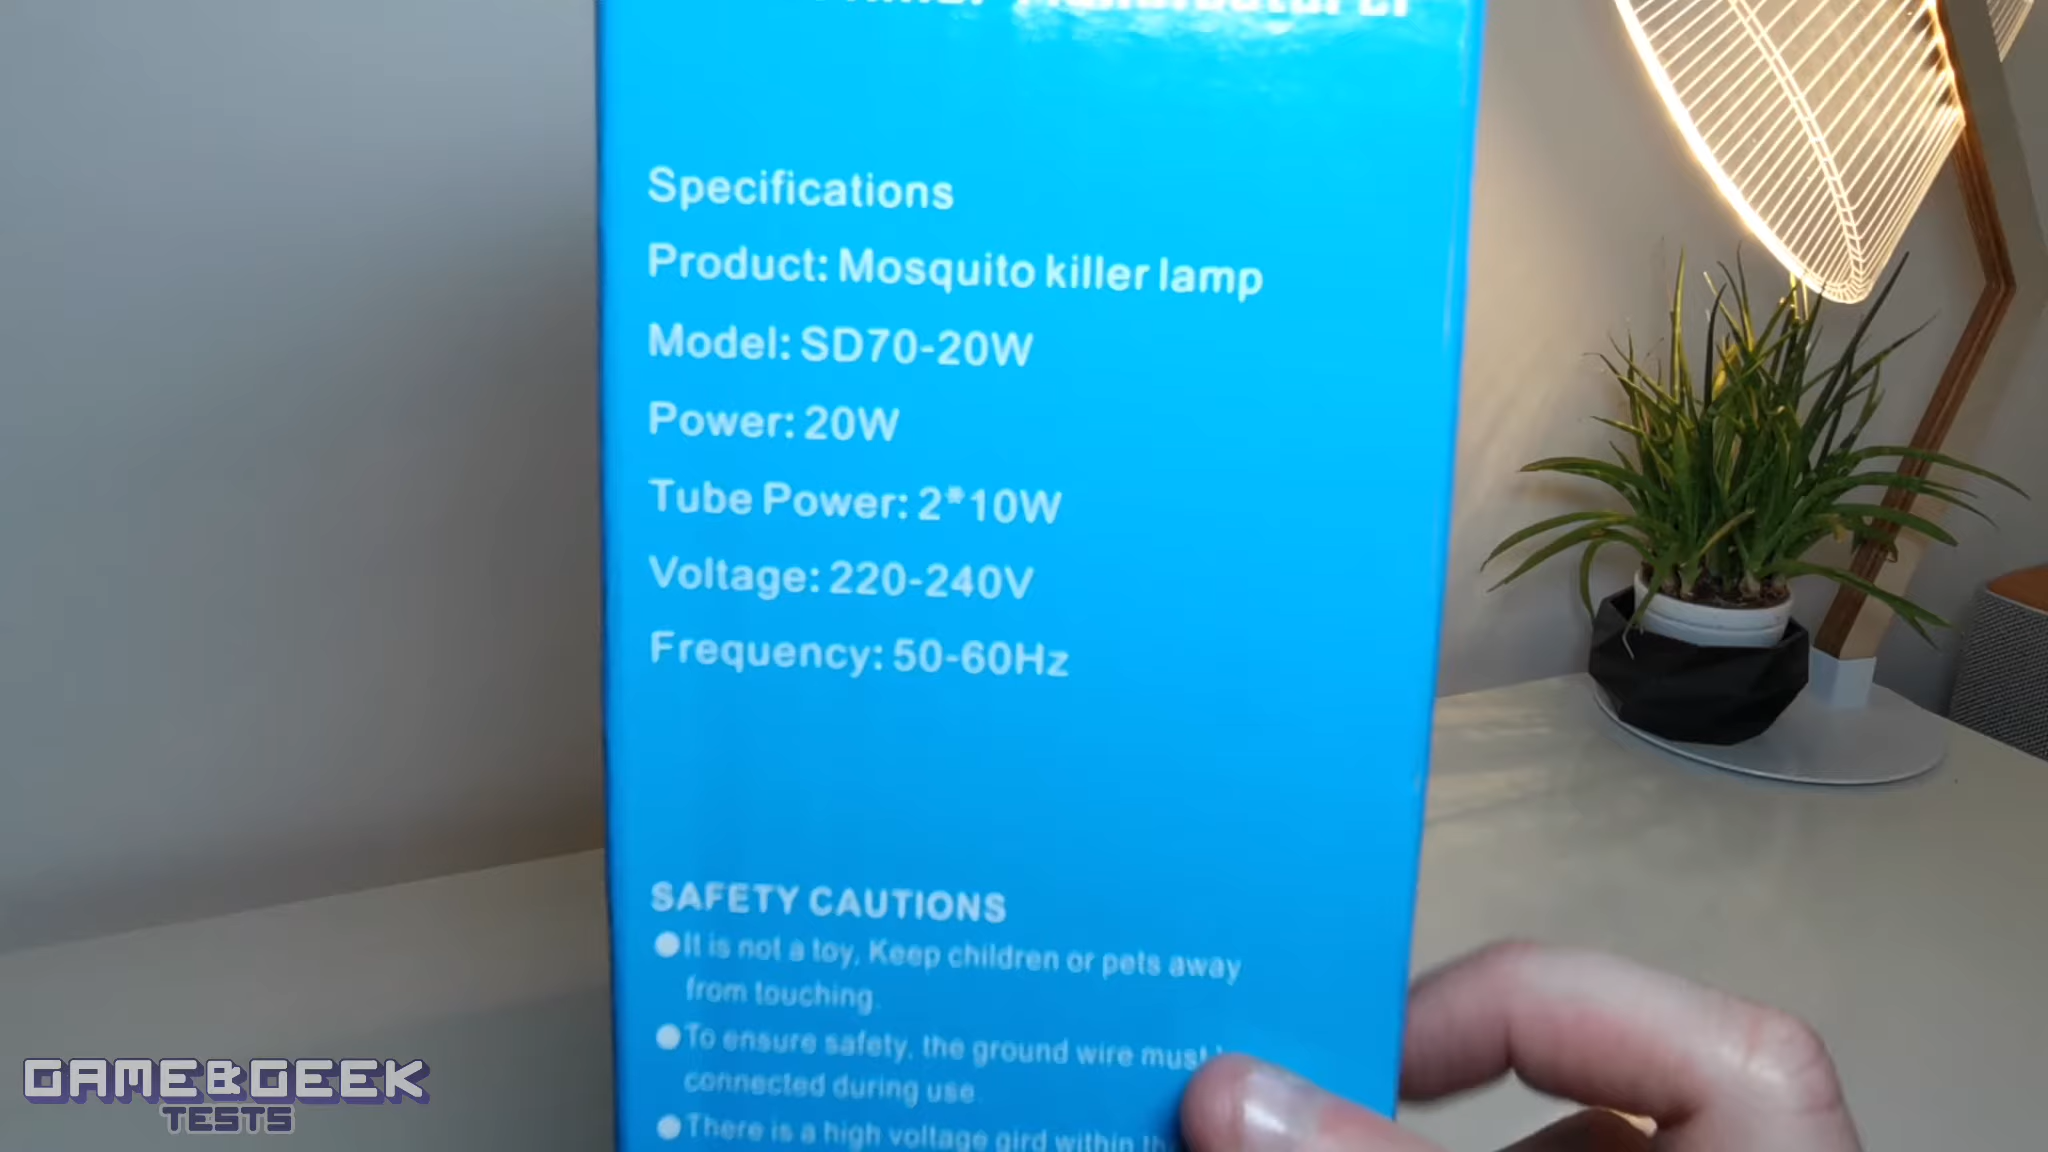 Specifications
Product: Mosquito killer lamp
Model: SD70-20W
Power: 20W
Tube Power: 2*10W
Voltage: 220-240V
Frequency: 50-60Hz
SAFETY CAUTIONS
●It is not a toy, Keep children or pets away
from touching.
●To ensure safety, the ground wire must
connected during use.
●There is a high voltage gird within
GAME&GEEK
TESTS